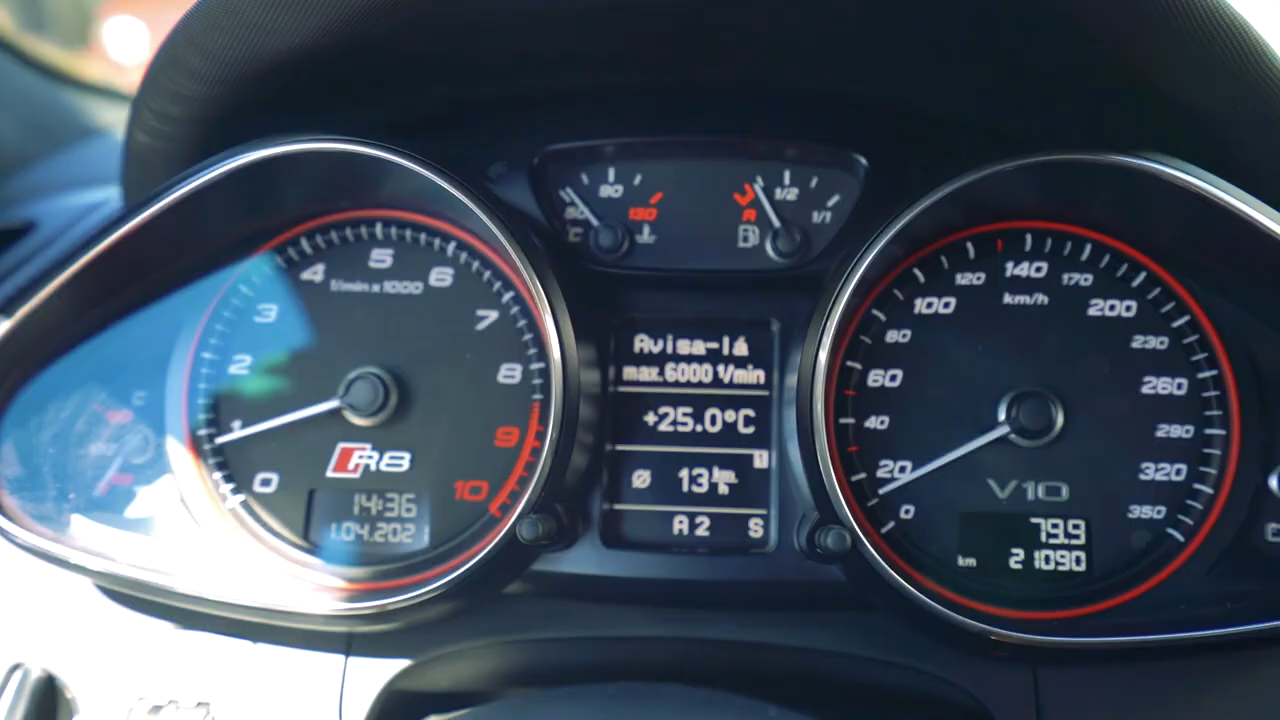 90
60
130
°C
1/2
R
1/1
5
4
6
1/min x 1000
3
7
2
8
1
9
R8
0
10
14:36
1.04.202
Avisa-lá
max.6000 1/min
+25.0°C
1
Ø 13 km/h
A2 S
140
120
170
km/h
100
200
80
230
60
260
40
290
20
320
V10
0
350
79.9
km 21090